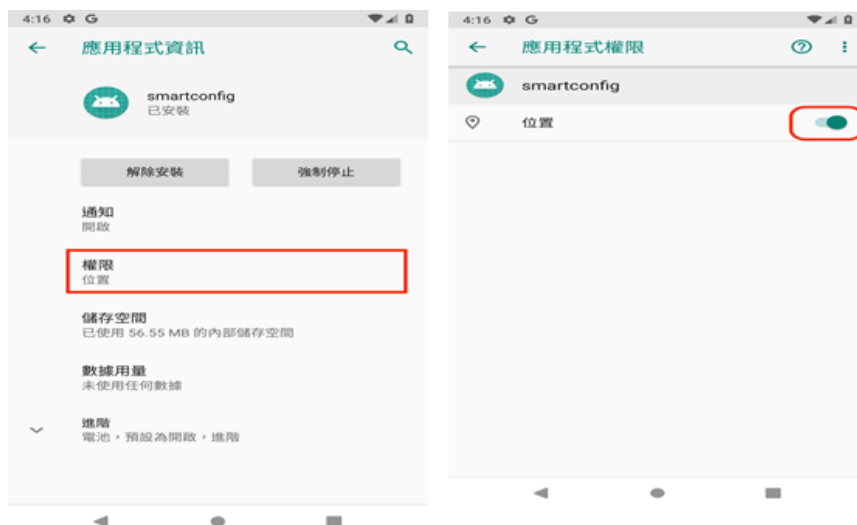 4:16 G
應用程式資訊
smartconfig
已安裝
解除安裝 強制停止
通知
開啟
權限
位置
儲存空間
已使用 56.55 MB 的內部儲存空間
數據用量
未使用任何數據
進階
電池，預設為開啟，進階
4:16 G
應用程式權限
smartconfig
位置